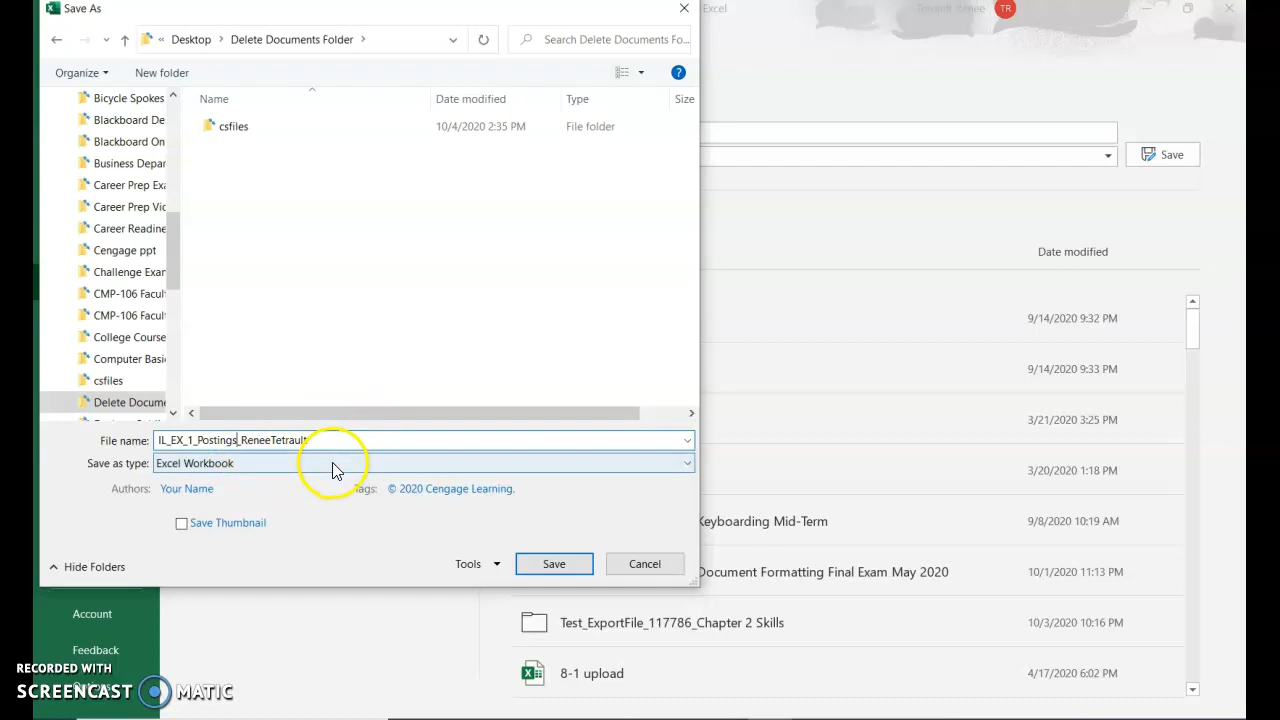 Save As
Excel
Renee
TR
« Desktop > Delete Documents Folder >
Search Delete Documents Fo...
Organize
New folder
?
Name
Date modified
Type
Size
csfiles
10/4/2020 2:35 PM
File folder
Bicycle Spokes
Blackboard De
Blackboard On
Business Depar
Career Prep Exa
Career Prep Vid
Career Readine
Cengage ppt
Challenge Exan
CMP-106 Facul
CMP-106 Facul
College Course
Computer Basi
csfiles
Delete Docume
Save
Date modified
9/14/2020 9:32 PM
9/14/2020 9:33 PM
3/21/2020 3:25 PM
3/20/2020 1:18 PM
Keyboarding Mid-Term
9/8/2020 10:19 AM
Document Formatting Final Exam May 2020
10/1/2020 11:13 PM
Test_ExportFile_117786_Chapter 2 Skills
10/3/2020 10:16 PM
8-1 upload
4/17/2020 6:02 PM
File name: IL_EX_1_Postings_ReneeTetrault
Save as type: Excel Workbook
Authors: Your Name
Tags: © 2020 Cengage Learning.
Save Thumbnail
Hide Folders
Tools
Save
Cancel
Account
Feedback
RECORDED WITH
SCREENCAST MATIC